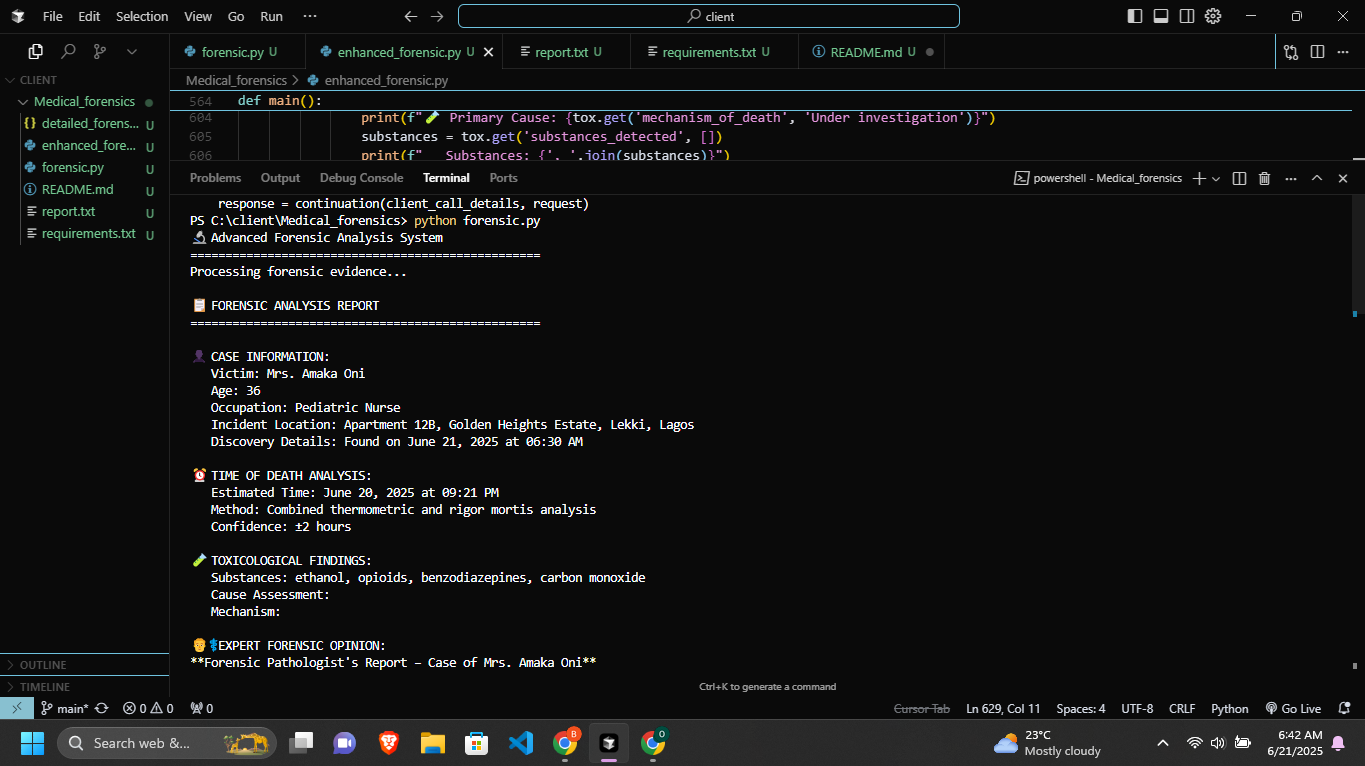 File Edit Selection View Go Run ···
client
forensic.py U
enhanced_forensic.py U
report.txt U
requirements.txt U
README.md U
CLIENT
Medical_forensics
{} detailed_forens... U
enhanced_fore... U
forensic.py U
README.md U
report.txt U
requirements.txt U
OUTLINE
TIMELINE
Medical_forensics > enhanced_forensic.py
564 def main():
604 print(f"🧪 Primary Cause: {tox.get('mechanism_of_death', 'Under investigation')}")
605 substances = tox.get('substances_detected', [])
606 print(f"   Substances: {', '.join(substances)}")
Problems Output Debug Console Terminal Ports
powershell - Medical_forensics
response = continuation(client_call_details, request)
PS C:\client\Medical_forensics> python forensic.py
🔬 Advanced Forensic Analysis System
==================================================
Processing forensic evidence...
📋 FORENSIC ANALYSIS REPORT
==================================================
👤 CASE INFORMATION:
Victim: Mrs. Amaka Oni
Age: 36
Occupation: Pediatric Nurse
Incident Location: Apartment 12B, Golden Heights Estate, Lekki, Lagos
Discovery Details: Found on June 21, 2025 at 06:30 AM
⏰ TIME OF DEATH ANALYSIS:
Estimated Time: June 20, 2025 at 09:21 PM
Method: Combined thermometric and rigor mortis analysis
Confidence: ±2 hours
🧪 TOXICOLOGICAL FINDINGS:
Substances: ethanol, opioids, benzodiazepines, carbon monoxide
Cause Assessment:
Mechanism:
👨‍⚕️EXPERT FORENSIC OPINION:
**Forensic Pathologist's Report – Case of Mrs. Amaka Oni**
Ctrl+K to generate a command
main* 0 0 0
Cursor Tab Ln 629, Col 11 Spaces: 4 UTF-8 CRLF Python Go Live
Search web &...
B
O
23°C
Mostly cloudy
6:42 AM
6/21/2025